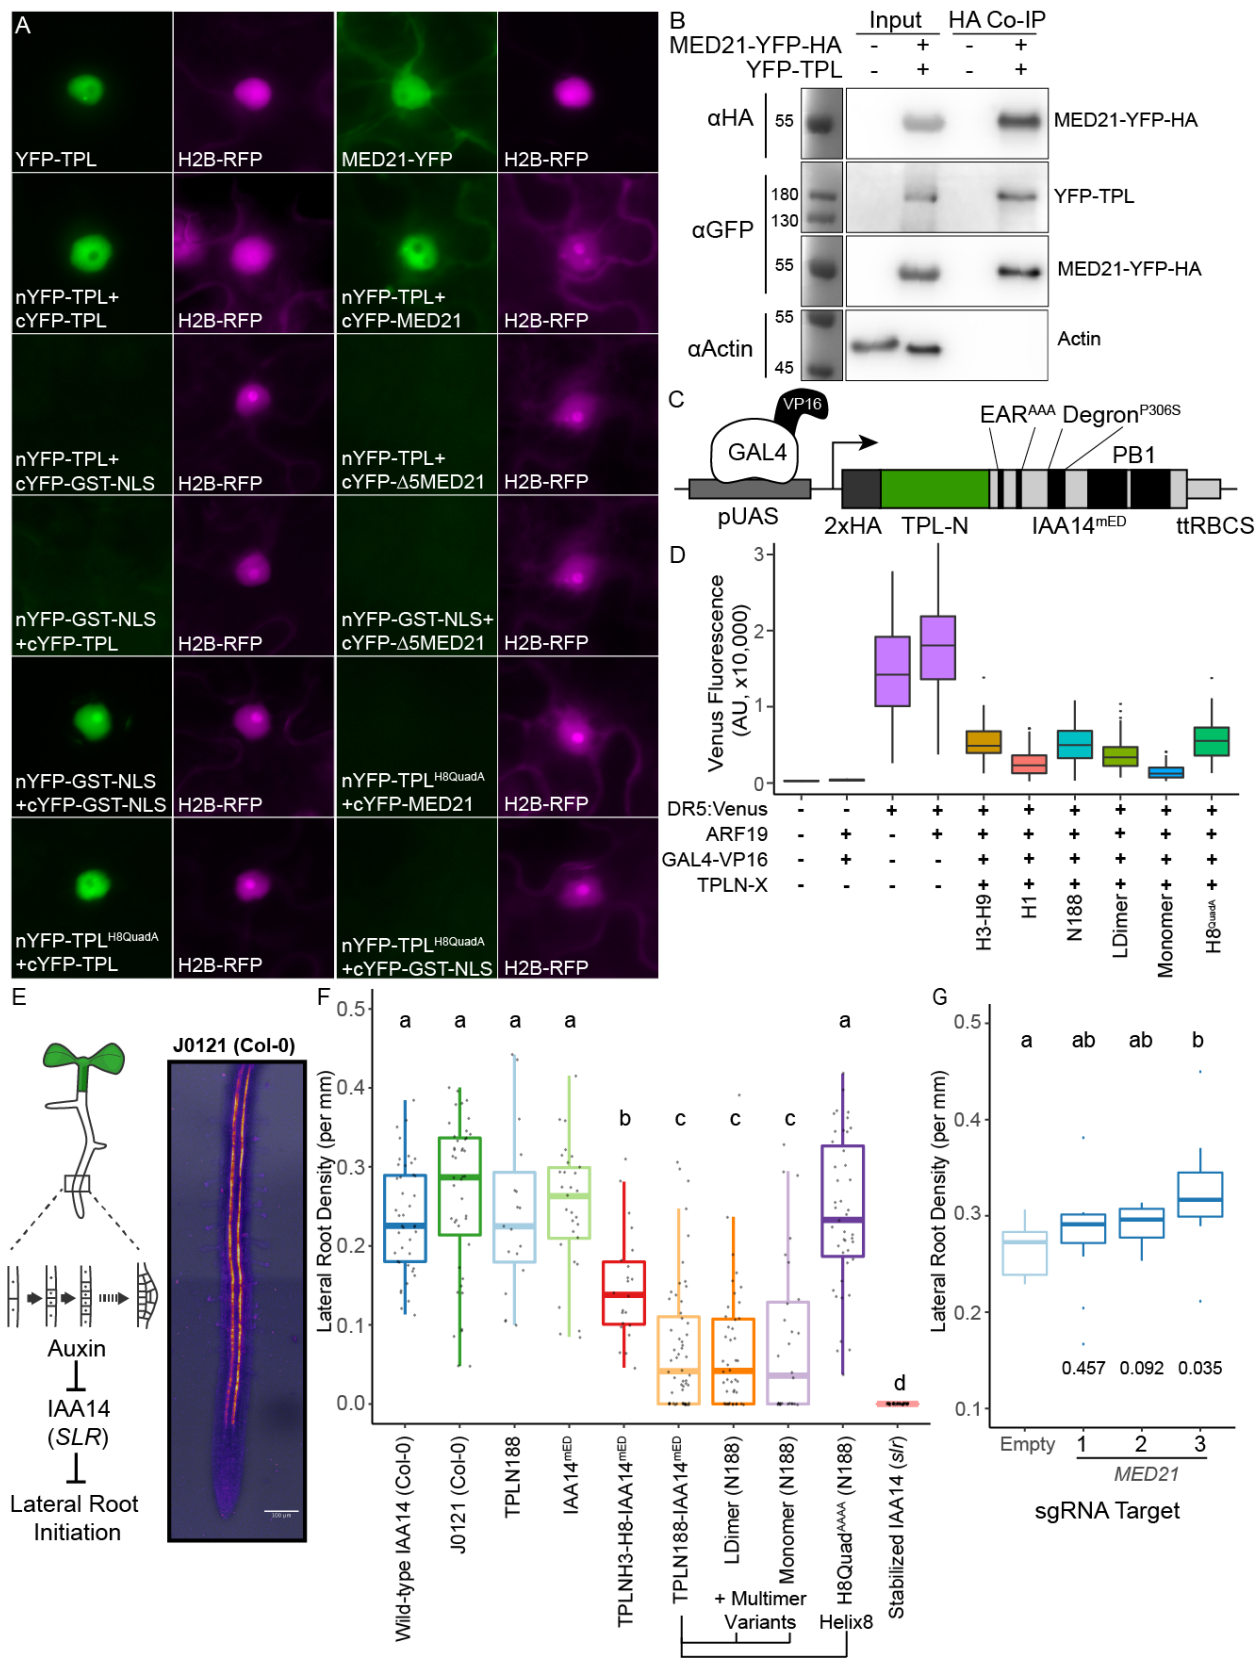 A
YFP-TPL
H2B-RFP
MED21-YFP
H2B-RFP
nYFP-TPL+
cYFP-TPL
H2B-RFP
nYFP-TPL+
cYFP-MED21
H2B-RFP
nYFP-TPL+
cYFP-GST-NLS
H2B-RFP
nYFP-TPL+
cYFP-Δ5MED21
H2B-RFP
nYFP-GST-NLS
+cYFP-TPL
H2B-RFP
nYFP-GST-NLS+
cYFP-Δ5MED21
H2B-RFP
nYFP-GST-NLS
+cYFP-GST-NLS
H2B-RFP
nYFP-TPL^H8QuadA
+cYFP-MED21
H2B-RFP
nYFP-TPL^H8QuadA
+cYFP-TPL
H2B-RFP
nYFP-TPL^H8QuadA
+cYFP-GST-NLS
H2B-RFP
B
Input HA Co-IP
MED21-YFP-HA - + - +
YFP-TPL - + - +
αHA 55 MED21-YFP-HA
αGFP 180 YFP-TPL
130
55 MED21-YFP-HA
αActin 55 Actin
45
C
VP16
GAL4
EAR^AAA Degron^P306S
PB1
pUAS
2xHA TPL-N IAA14^mED ttRBCS
D
Venus Fluorescence
(AU, x10,000)
3
2
1
0
DR5:Venus - - + + + + + + + +
ARF19 - + - + + + + + + +
GAL4-VP16 - + - - + + + + + +
TPLN-X - - - - + + + + + +
H3-H9
H1
N188
LDimer
Monomer
H8^QuadA
E
J0121 (Col-0)
100 µm
Auxin
IAA14
(SLR)
Lateral Root
Initiation
F
Lateral Root Density (per mm)
0.5
0.4
0.3
0.2
0.1
0.0
a a a a b c c c a d
Wild-type IAA14 (Col-0)
J0121 (Col-0)
TPLN188
IAA14^mED
TPLNH3-H8-IAA14^mED
TPLN188-IAA14^mED
LDimer (N188)
Monomer (N188)
H8Quad^AAAA (N188)
Stabilized IAA14 (slr)
+ Multimer
Variants
Helix8
G
Lateral Root Density (per mm)
0.5
0.4
0.3
0.2
0.1
a ab ab b
0.457 0.092 0.035
Empty 1 2 3
MED21
sgRNA Target